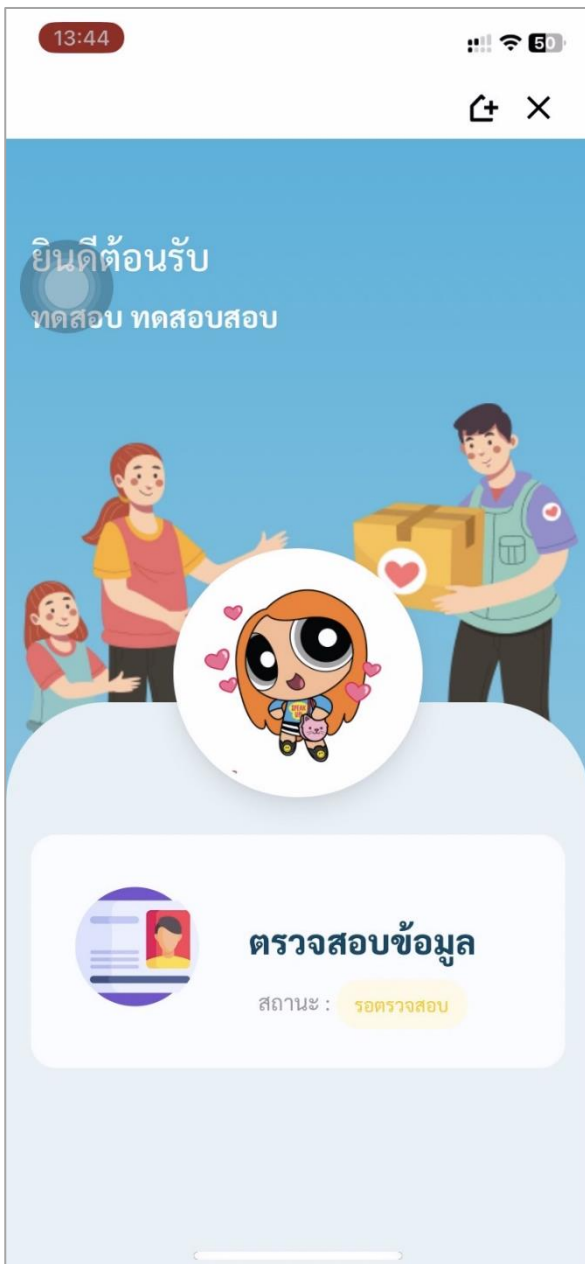 13:44
50
ยินดีต้อนรับ
ทดสอบ ทดสอบสอบ
ตรวจสอบข้อมูล
สถานะ : รอตรวจสอบ